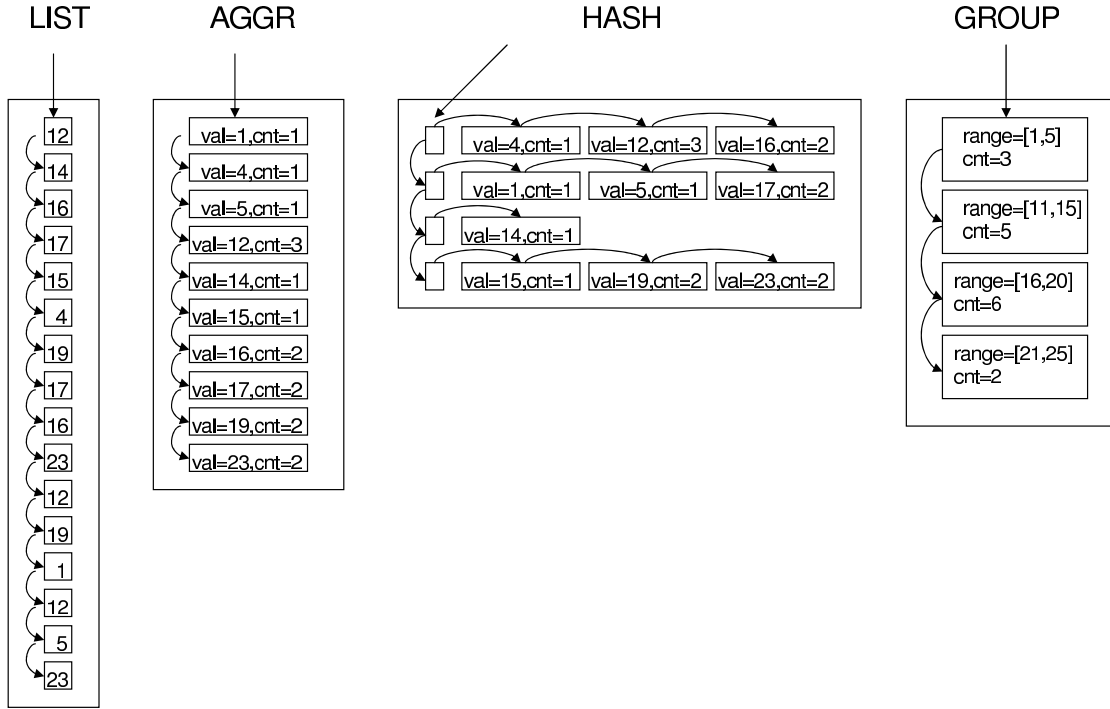 LIST
AGGR
HASH
GROUP
12
14
16
17
15
4
19
17
16
23
12
19
1
12
5
23
val=1,cnt=1
val=4,cnt=1
val=5,cnt=1
val=12,cnt=3
val=14,cnt=1
val=15,cnt=1
val=16,cnt=2
val=17,cnt=2
val=19,cnt=2
val=23,cnt=2
val=4,cnt=1 val=12,cnt=3 val=16,cnt=2
val=1,cnt=1 val=5,cnt=1 val=17,cnt=2
val=14,cnt=1
val=15,cnt=1 val=19,cnt=2 val=23,cnt=2
range=[1,5]
cnt=3
range=[11,15]
cnt=5
range=[16,20]
cnt=6
range=[21,25]
cnt=2